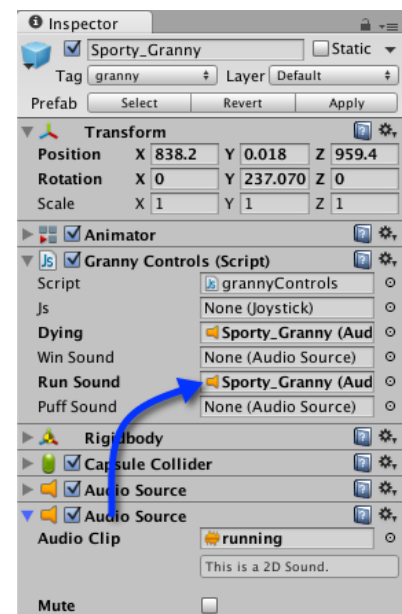 Inspector
Sporty_Granny Static
Tag granny Layer Default
Prefab Select Revert Apply
Transform
Position X 838.2 Y 0.018 Z 959.4
Rotation X 0 Y 237.070 Z 0
Scale X 1 Y 1 Z 1
Animator
Js Granny Controls (Script)
Script Js grannyControls
Js None (Joystick)
Dying Sporty_Granny (Aud
Win Sound None (Audio Source)
Run Sound Sporty_Granny (Aud
Puff Sound None (Audio Source)
Rigidbody
Capsule Collider
Audio Source
Audio Source
Audio Clip running
This is a 2D Sound.
Mute